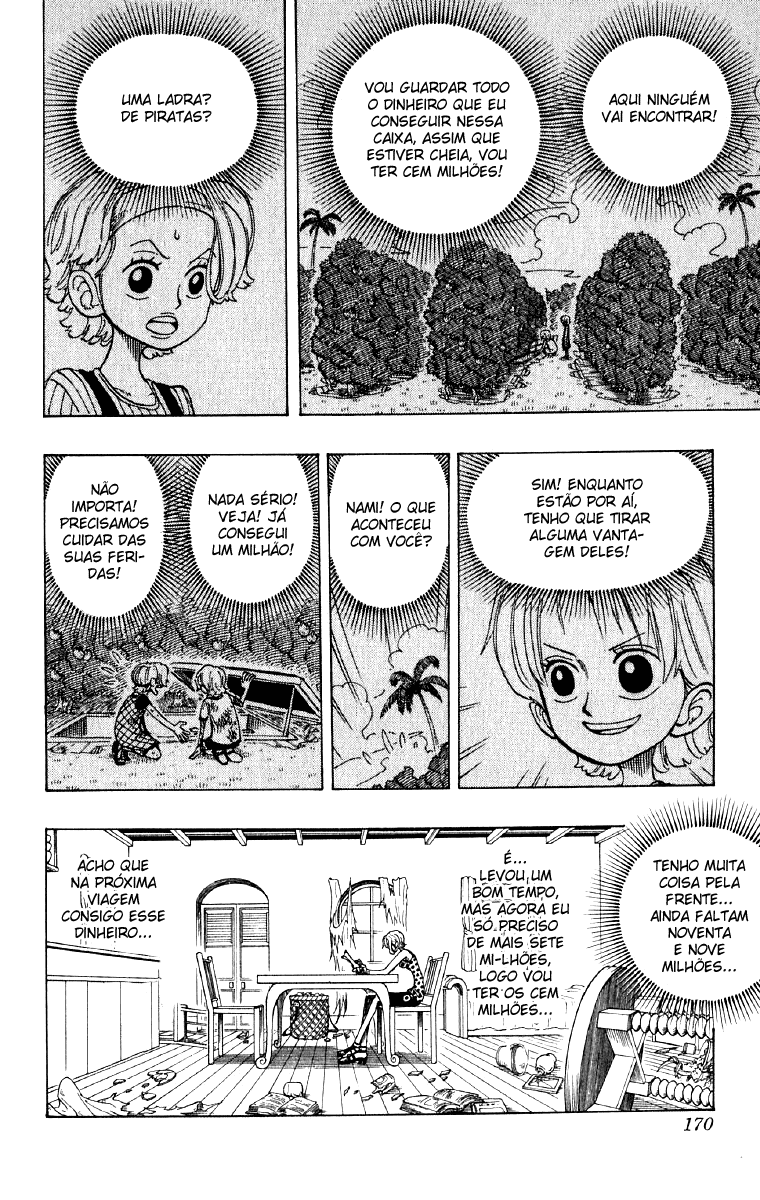 AQUI NINGUÉM
VAI ENCONTRAR!
VOU GUARDAR TODO
O DINHEIRO QUE EU
CONSEGUIR NESSA
CAIXA, ASSIM QUE
ESTIVER CHEIA, VOU
TER CEM MILHÕES!
UMA LADRA?
DE PIRATAS?
SIM! ENQUANTO
ESTÃO POR AÍ,
TENHO QUE TIRAR
ALGUMA VANTA-
GEM DELES!
NAMI! O QUE
ACONTECEU
COM VOCÊ?
NADA SÉRIO!
VEJA! JÁ
CONSEGUI
UM MILHÃO!
NÃO
IMPORTA!
PRECISAMOS
CUIDAR DAS
SUAS FERI-
DAS!
TENHO MUITA
COISA PELA
FRENTE...
AINDA FALTAM
NOVENTA
E NOVE
MILHÕES...
É...
LEVOU UM
BOM TEMPO,
MAS AGORA EU
SÓ PRECISO
DE MAIS SETE
MI-LHÕES,
LOGO VOU
TER OS CEM
MILHÕES...
ACHO QUE
NA PRÓXIMA
VIAGEM
CONSIGO ESSE
DINHEIRO...
170